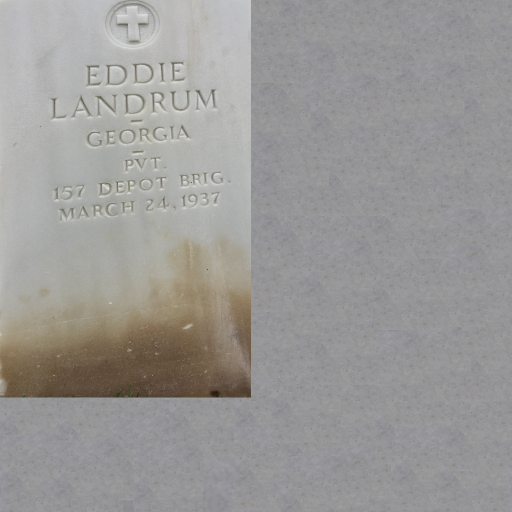 EDDIE
LANDRUM
GEORGIA
PVT.
157 DEPOT BRIG.
MARCH 24, 1937